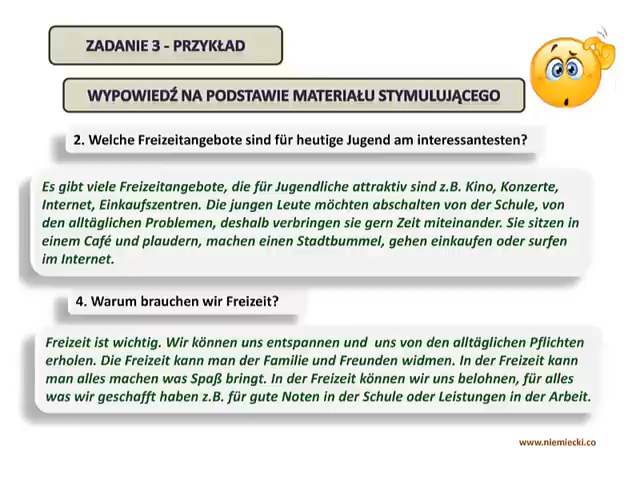 ZADANIE 3 - PRZYKŁAD
WYPOWIEDŹ NA PODSTAWIE MATERIAŁU STYMULUJĄCEGO
2. Welche Freizeitangebote sind für heutige Jugend am interessantesten?
Es gibt viele Freizeitangebote, die für Jugendliche attraktiv sind z.B. Kino, Konzerte,
Internet, Einkaufszentren. Die jungen Leute möchten abschalten von der Schule, von
den alltäglichen Problemen, deshalb verbringen sie gern Zeit miteinander. Sie sitzen in
einem Café und plaudern, machen einen Stadtbummel, gehen einkaufen oder surfen
im Internet.
4. Warum brauchen wir Freizeit?
Freizeit ist wichtig. Wir können uns entspannen und uns von den alltäglichen Pflichten
erholen. Die Freizeit kann man der Familie und Freunden widmen. In der Freizeit kann
man alles machen was Spaß bringt. In der Freizeit können wir uns belohnen, für alles
was wir geschafft haben z.B. für gute Noten in der Schule oder Leistungen in der Arbeit.
www.niemiecki.co